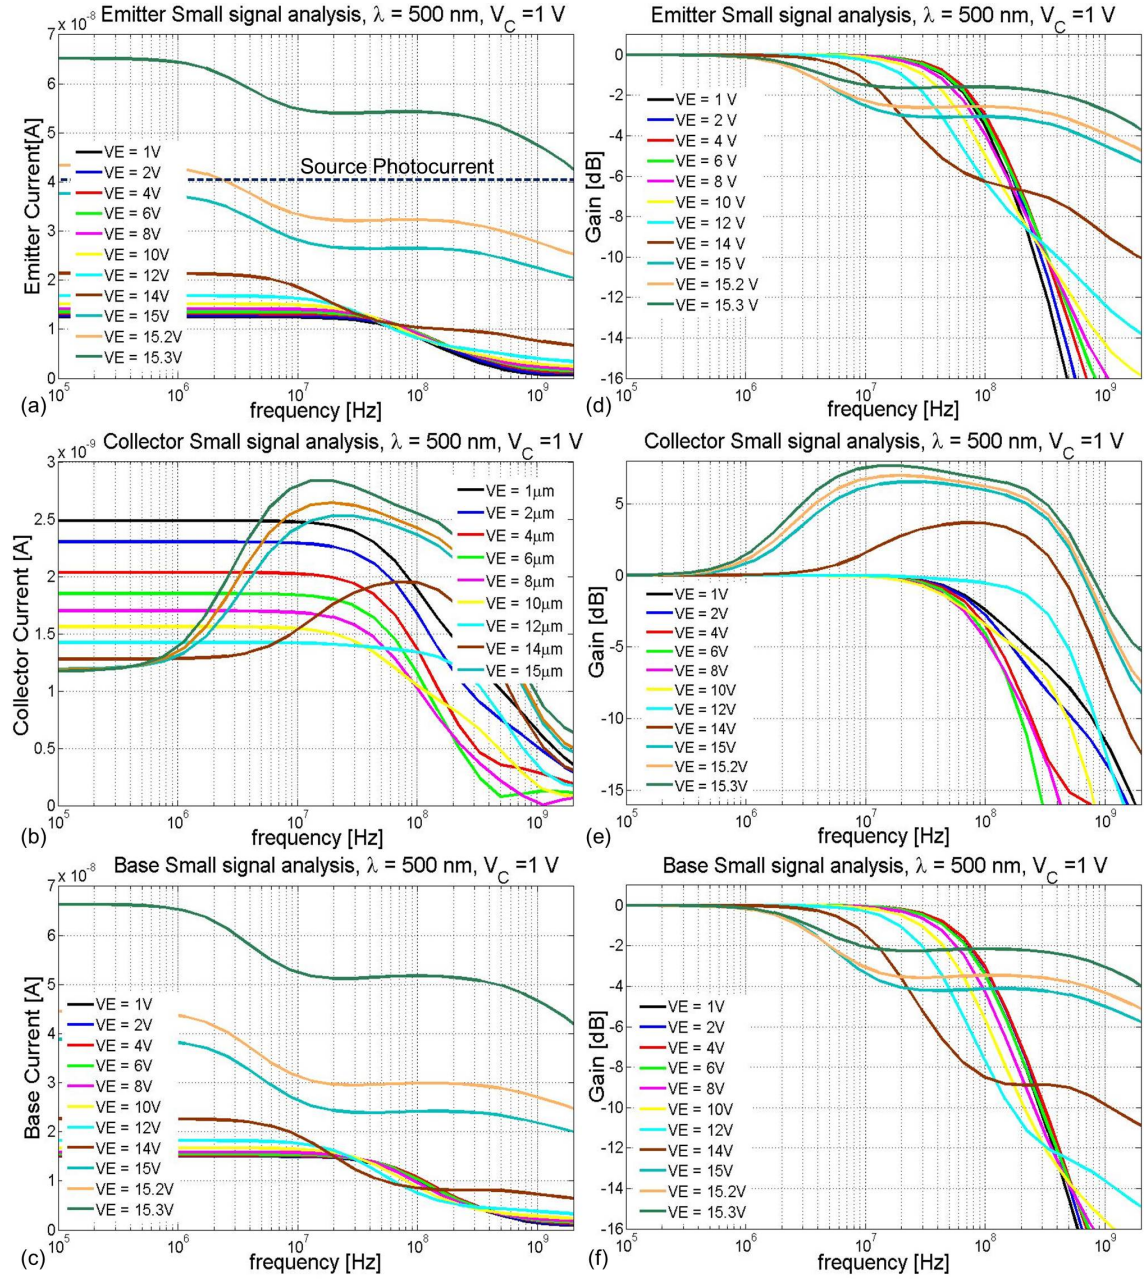 Emitter Small signal analysis, λ = 500 nm, V_C =1 V
7 x 10^-8
6
5
4
3
2
1
0
Emitter Current[A]
Source Photocurrent
VE = 1V
VE = 2V
VE = 4V
VE = 6V
VE = 8V
VE = 10V
VE = 12V
VE = 14V
VE = 15V
VE = 15.2V
VE = 15.3V
10^5 10^6 10^7 10^8 10^9
(a) frequency [Hz]
Emitter Small signal analysis, λ = 500 nm, V_C =1 V
0
-2
-4
-6
-8
-10
-12
-14
-16
Gain [dB]
VE = 1 V
VE = 2 V
VE = 4 V
VE = 6 V
VE = 8 V
VE = 10 V
VE = 12 V
VE = 14 V
VE = 15 V
VE = 15.2 V
VE = 15.3 V
10^5 10^6 10^7 10^8 10^9
(d) frequency [Hz]
Collector Small signal analysis, λ = 500 nm, V_C =1 V
3 x 10^-9
2.5
2
1.5
1
0.5
0
Collector Current [A]
VE = 1μm
VE = 2μm
VE = 4μm
VE = 6μm
VE = 8μm
VE = 10μm
VE = 12μm
VE = 14μm
VE = 15μm
10^5 10^6 10^7 10^8 10^9
(b) frequency [Hz]
Collector Small signal analysis, λ = 500 nm, V_C =1 V
5
0
-5
-10
-15
Gain [dB]
VE = 1V
VE = 2V
VE = 4V
VE = 6V
VE = 8V
VE = 10V
VE = 12V
VE = 14V
VE = 15V
VE = 15.2V
VE = 15.3V
10^5 10^6 10^7 10^8 10^9
(e) frequency [Hz]
Base Small signal analysis, λ = 500 nm, V_C =1 V
7 x 10^-8
6
5
4
3
2
1
0
Base Current [A]
VE = 1V
VE = 2V
VE = 4V
VE = 6V
VE = 8V
VE = 10V
VE = 12V
VE = 14V
VE = 15V
VE = 15.2V
VE = 15.3V
10^5 10^6 10^7 10^8 10^9
(c) frequency [Hz]
Base Small signal analysis, λ = 500 nm, V_C =1 V
0
-2
-4
-6
-8
-10
-12
-14
-16
Gain [dB]
VE = 1V
VE = 2V
VE = 4V
VE = 6V
VE = 8V
VE = 10V
VE = 12V
VE = 14V
VE = 15V
VE = 15.2V
VE = 15.3V
10^5 10^6 10^7 10^8 10^9
(f) frequency [Hz]